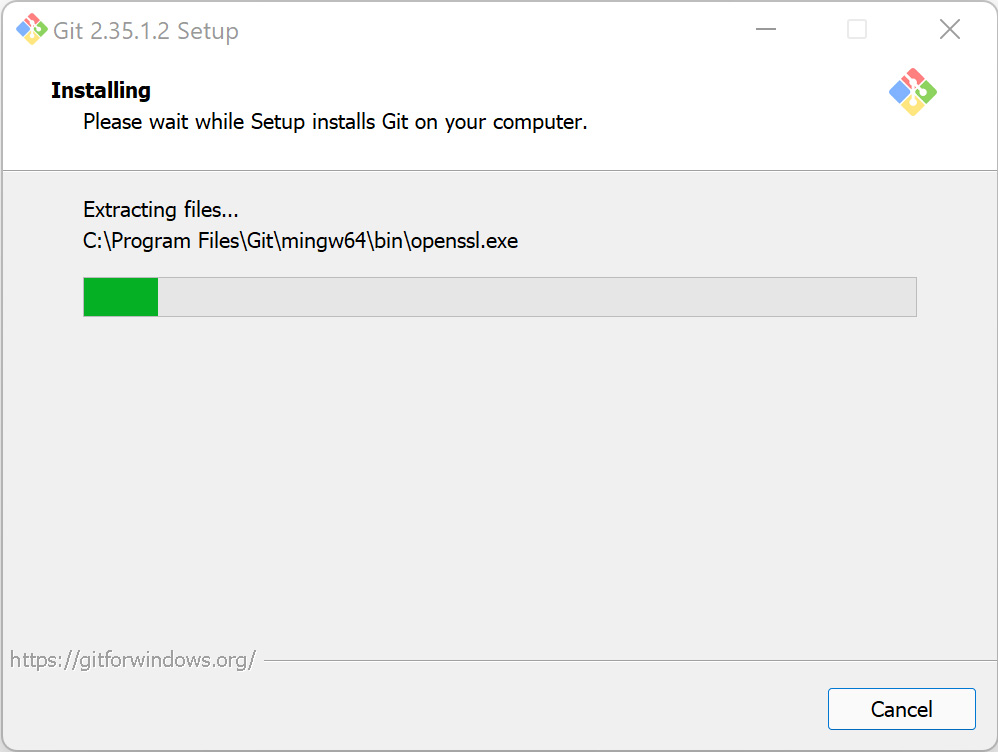 Git 2.35.1.2 Setup
Installing
Please wait while Setup installs Git on your computer.
Extracting files...
C:\Program Files\Git\mingw64\bin\openssl.exe
https://gitforwindows.org/
Cancel